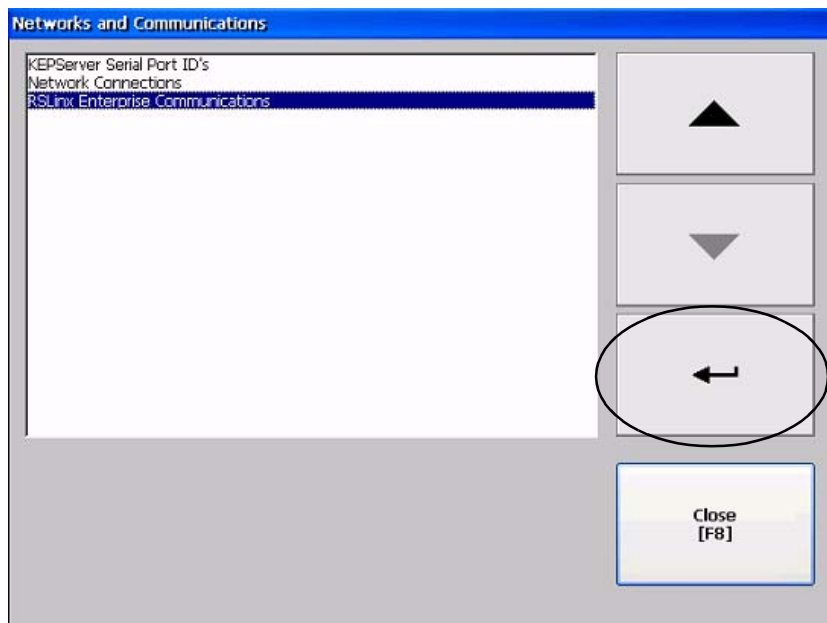 Networks and Communications
KEPServer Serial Port ID's
Network Connections
RSLinx Enterprise Communications
Close
[F8]